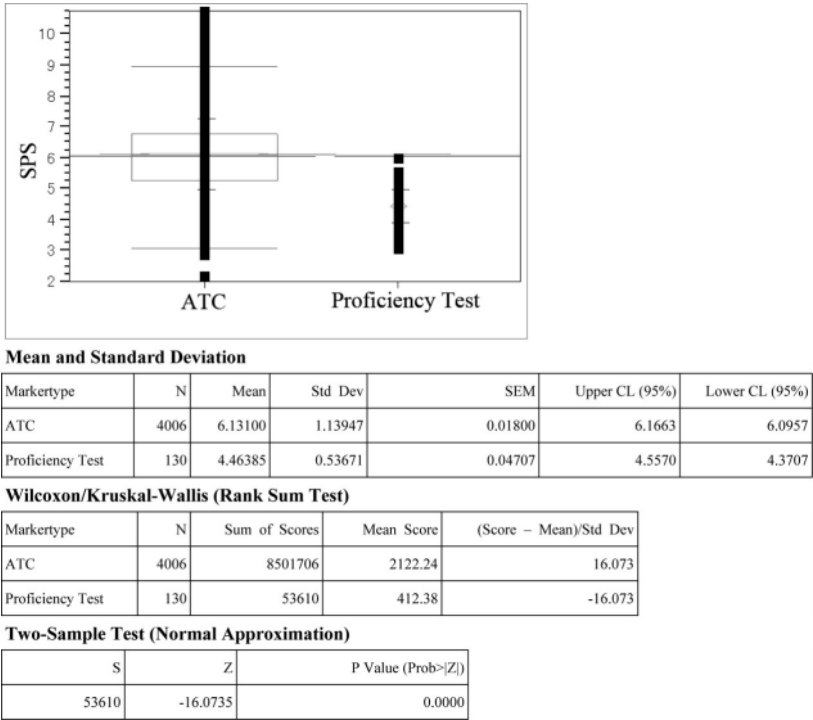 10
9
8
7
6
5
4
3
2
SPS
ATC Proficiency Test
Mean and Standard Deviation
Markertype N Mean Std Dev SEM Upper CL (95%) Lower CL (95%)
ATC 4006 6.13100 1.13947 0.01800 6.1663 6.0957
Proficiency Test 130 4.46385 0.53671 0.04707 4.5570 4.3707
Wilcoxon/Kruskal-Wallis (Rank Sum Test)
Markertype N Sum of Scores Mean Score (Score – Mean)/Std Dev
ATC 4006 8501706 2122.24 16.073
Proficiency Test 130 53610 412.38 -16.073
Two-Sample Test (Normal Approximation)
S Z P Value (Prob>|Z|)
53610 -16.0735 0.0000